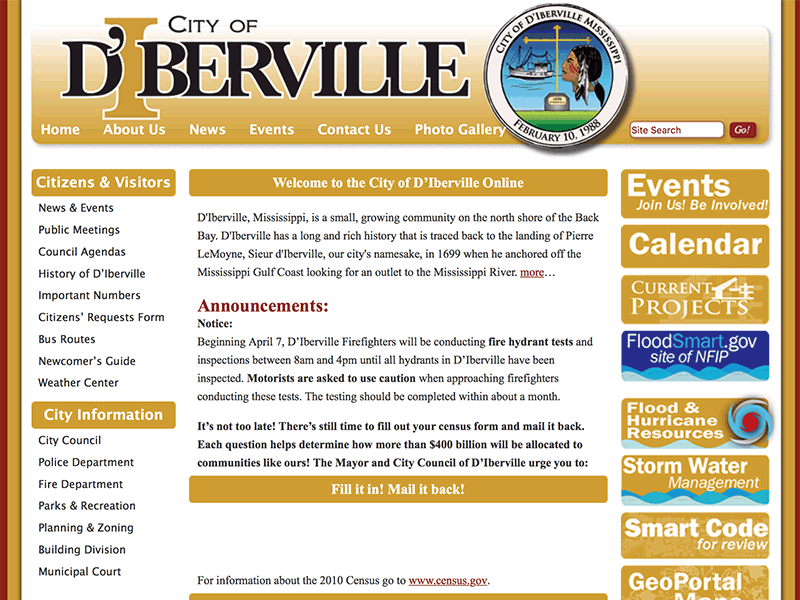 CITY OF
D'IBERVILLE
CITY OF D'IBERVILLE MISSISSIPPI
FEBRUARY 10, 1988
Home
About Us
News
Events
Contact Us
Photo Gallery
Site Search
Go!
Citizens & Visitors
News & Events
Public Meetings
Council Agendas
History of D'Iberville
Important Numbers
Citizens' Requests Form
Bus Routes
Newcomer's Guide
Weather Center
City Information
City Council
Police Department
Fire Department
Parks & Recreation
Planning & Zoning
Building Division
Municipal Court
Welcome to the City of D'Iberville Online
D'Iberville, Mississippi, is a small, growing community on the north shore of the Back
Bay. D'Iberville has a long and rich history that is traced back to the landing of Pierre
LeMoyne, Sieur d'Iberville, our city's namesake, in 1699 when he anchored off the
Mississippi Gulf Coast looking for an outlet to the Mississippi River. more…
Announcements:
Notice:
Beginning April 7, D'Iberville Firefighters will be conducting fire hydrant tests and
inspections between 8am and 4pm until all hydrants in D'Iberville have been
inspected. Motorists are asked to use caution when approaching firefighters
conducting these tests. The testing should be completed within about a month.
It's not too late! There's still time to fill out your census form and mail it back.
Each question helps determine how more than $400 billion will be allocated to
communities like ours! The Mayor and City Council of D'Iberville urge you to:
Fill it in! Mail it back!
For information about the 2010 Census go to www.census.gov.
Events
Join Us! Be Involved!
Calendar
CURRENT
PROJECTS
FloodSmart.gov
site of NFIP
Flood &
Hurricane
Resources
Storm Water
Management
Smart Code
for review
GeoPortal
Maps